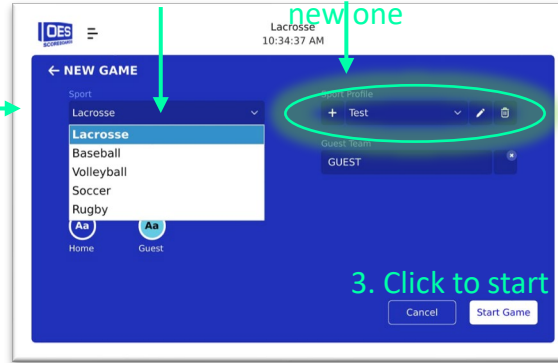 new one
OES
SCOREBOARDS
Lacrosse
10:34:37 AM
← NEW GAME
Sport
Sport Profile
Lacrosse
+ Test
Lacrosse
Baseball
Volleyball
Soccer
Rugby
Guest Team
GUEST
Aa
Aa
Home
Guest
3. Click to start
Cancel
Start Game